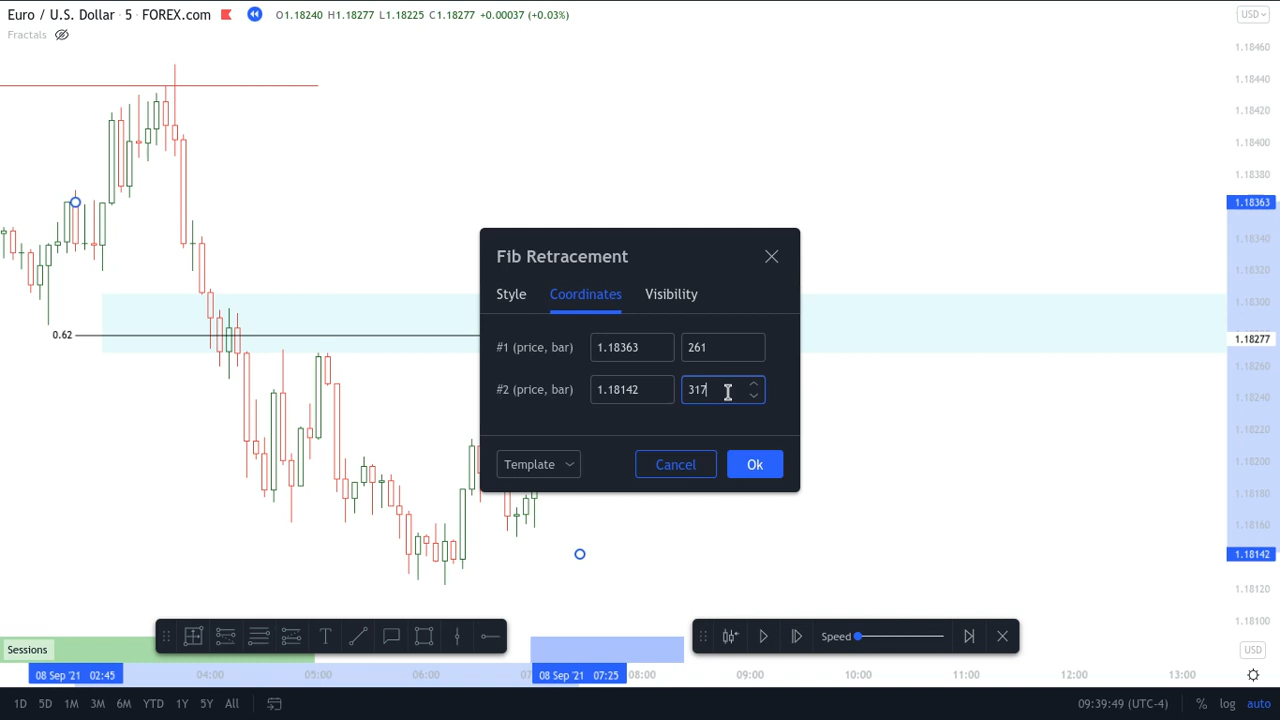 Euro / U.S. Dollar · 5 · FOREX.com O1.18240 H1.18277 L1.18225 C1.18277 +0.00037 (+0.03%) USD
Fractals
1.18460
1.18440
1.18420
1.18400
1.18380
1.18363
1.18340
1.18320
1.18300
0.62
1.18277
1.18260
1.18240
1.18220
1.18200
1.18180
1.18160
1.18142
1.18120
1.18100
Fib Retracement
Style Coordinates Visibility
#1 (price, bar) 1.18363 261
#2 (price, bar) 1.18142 317
Template Cancel Ok
T Speed
Sessions USD
08 Sep '21 02:45 04:00 05:00 06:00 07 08 Sep '21 07:25 08:00 09:00 10:00 11:00 12:00 13:00
1D 5D 1M 3M 6M YTD 1Y 5Y All 09:39:49 (UTC-4) % log auto